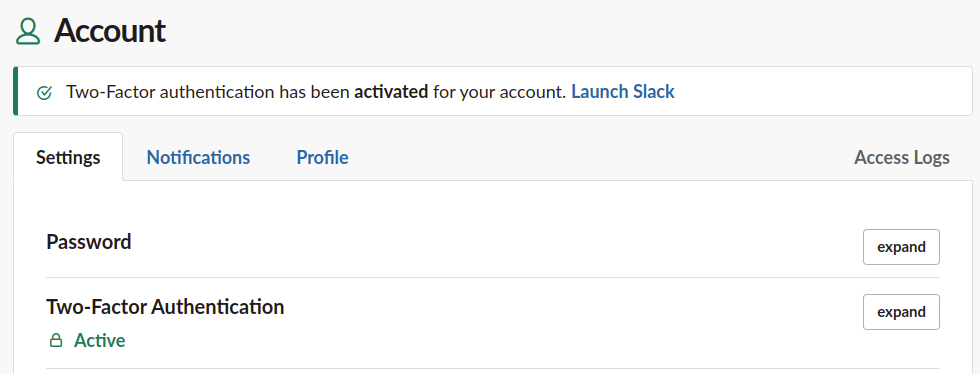 Account
Two-Factor authentication has been activated for your account. Launch Slack
Settings Notifications Profile Access Logs
Password expand
Two-Factor Authentication expand
Active